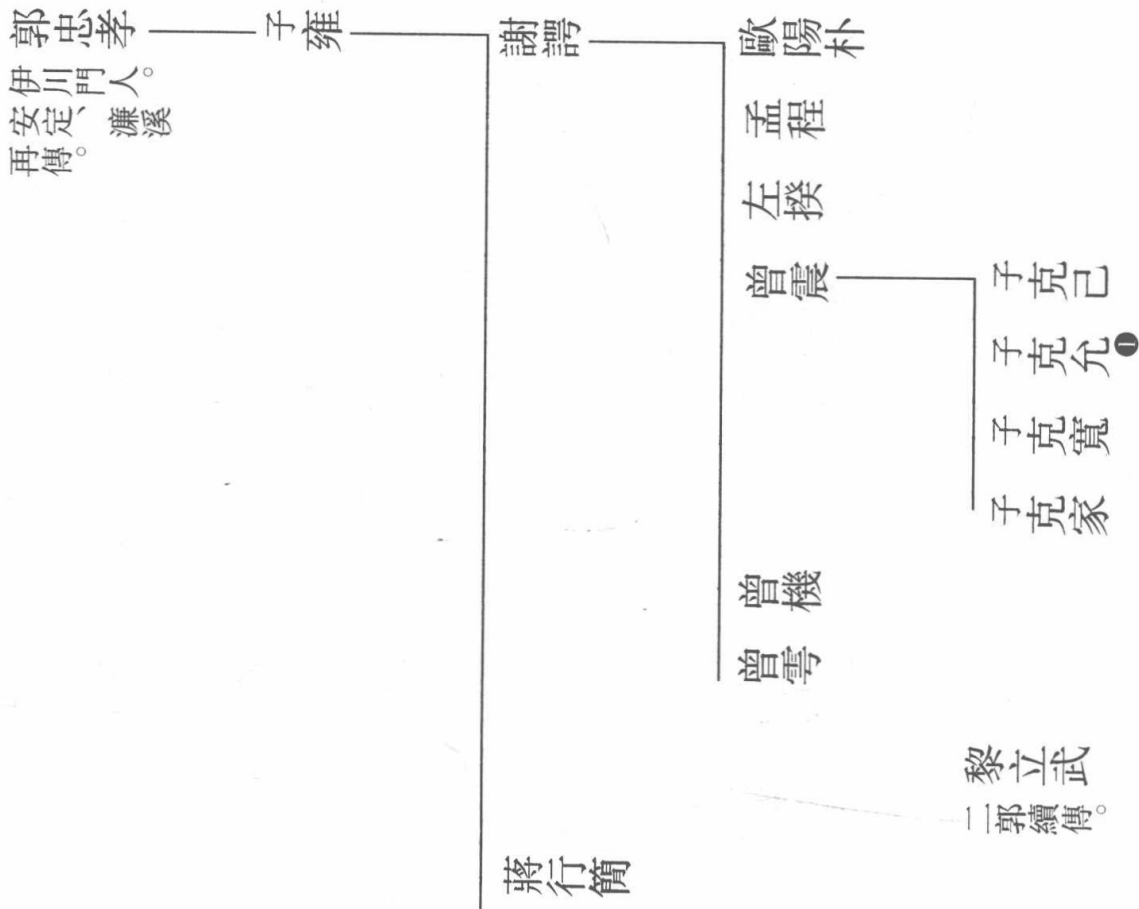 郭忠孝
伊川門人。
再傳。安定、濂溪
子雍
謝諤
歐陽朴
孟程
左揆
曾震
子克己
子克允❶
子克寬
子克家
曾機
曾雩
黎立武
二郭續傳。
蔣行簡